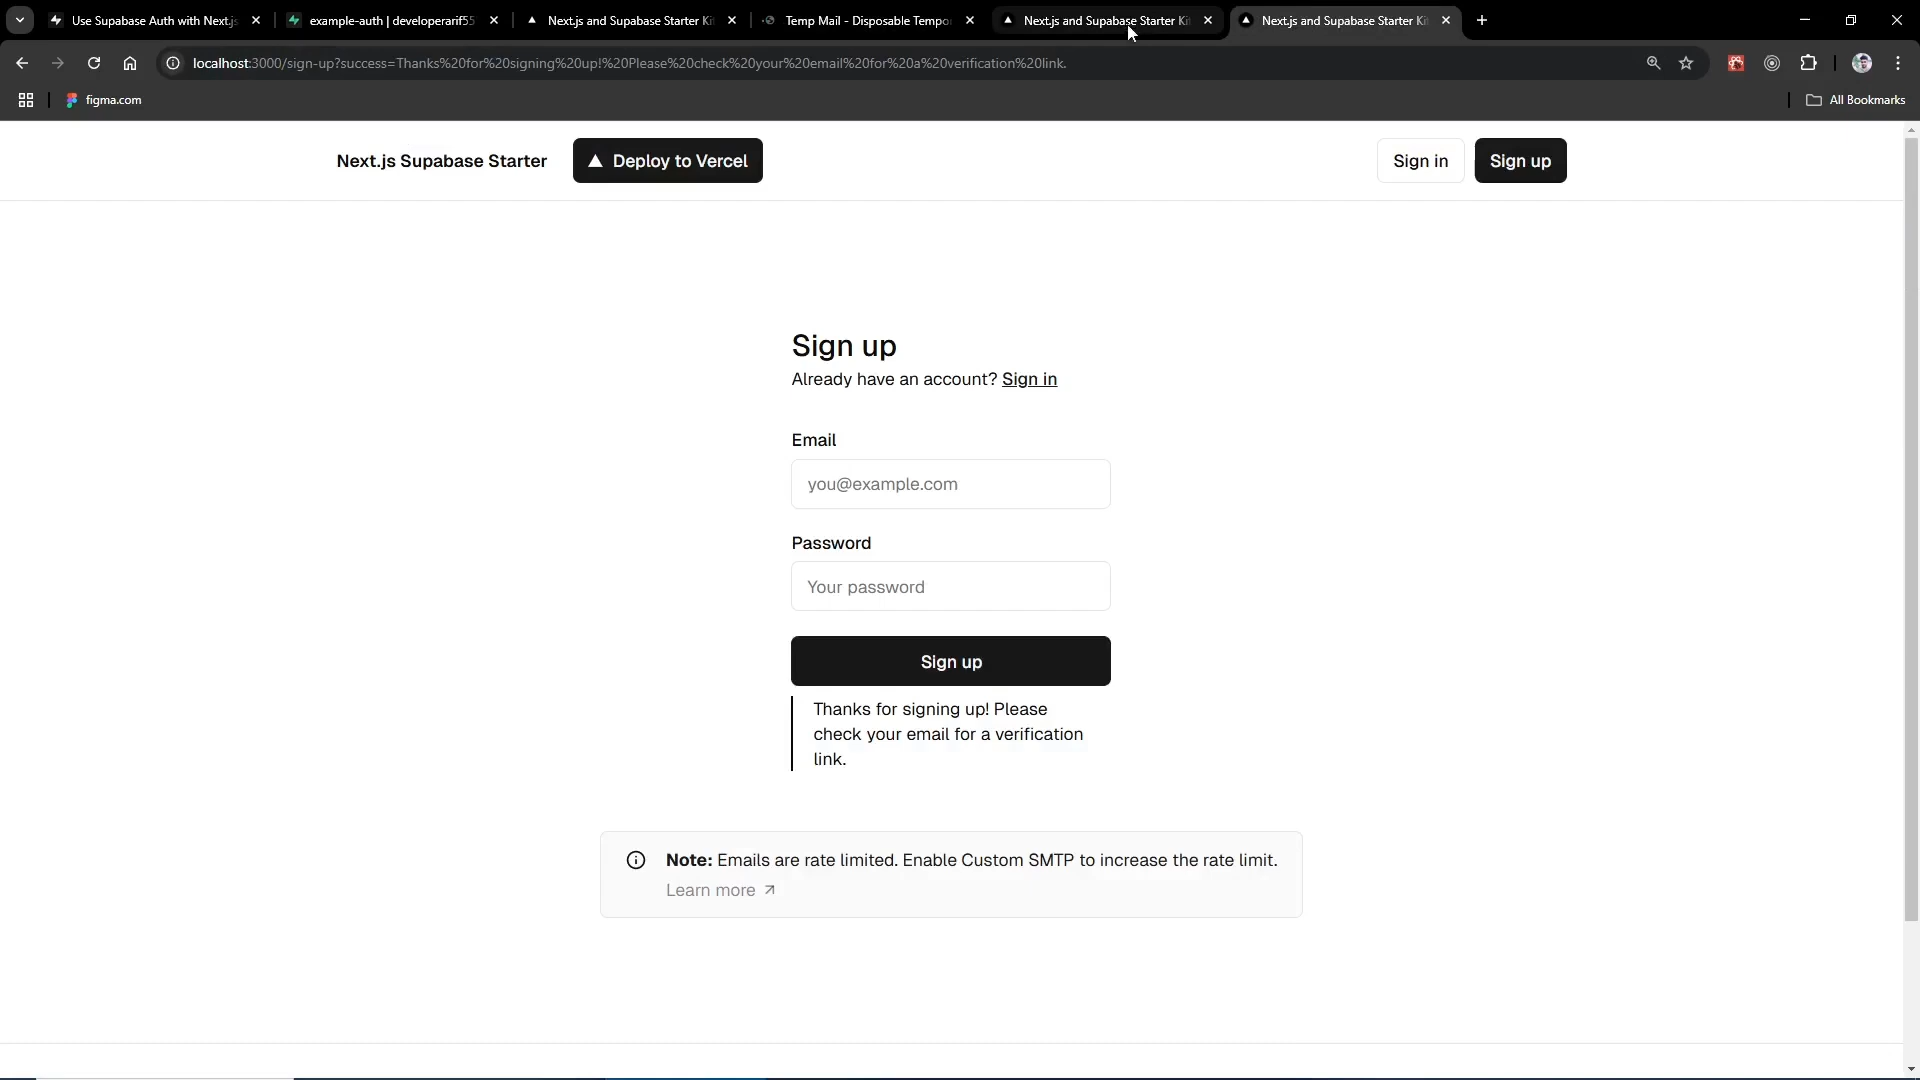 Use Supabase Auth with Next.js
example-auth | developerarif55
Next.js and Supabase Starter Kit
Temp Mail - Disposable Tempo
Next.js and Supabase Starter Ki
Next.js and Supabase Starter Ki
localhost:3000/sign-up?success=Thanks%20for%20signing%20up!%20Please%20check%20your%20email%20for%20a%20verification%20link.
figma.com
All Bookmarks
Next.js Supabase Starter
Deploy to Vercel
Sign in
Sign up
Sign up
Already have an account? Sign in
Email
you@example.com
Password
Your password
Sign up
Thanks for signing up! Please
check your email for a verification
link.
Note: Emails are rate limited. Enable Custom SMTP to increase the rate limit.
Learn more